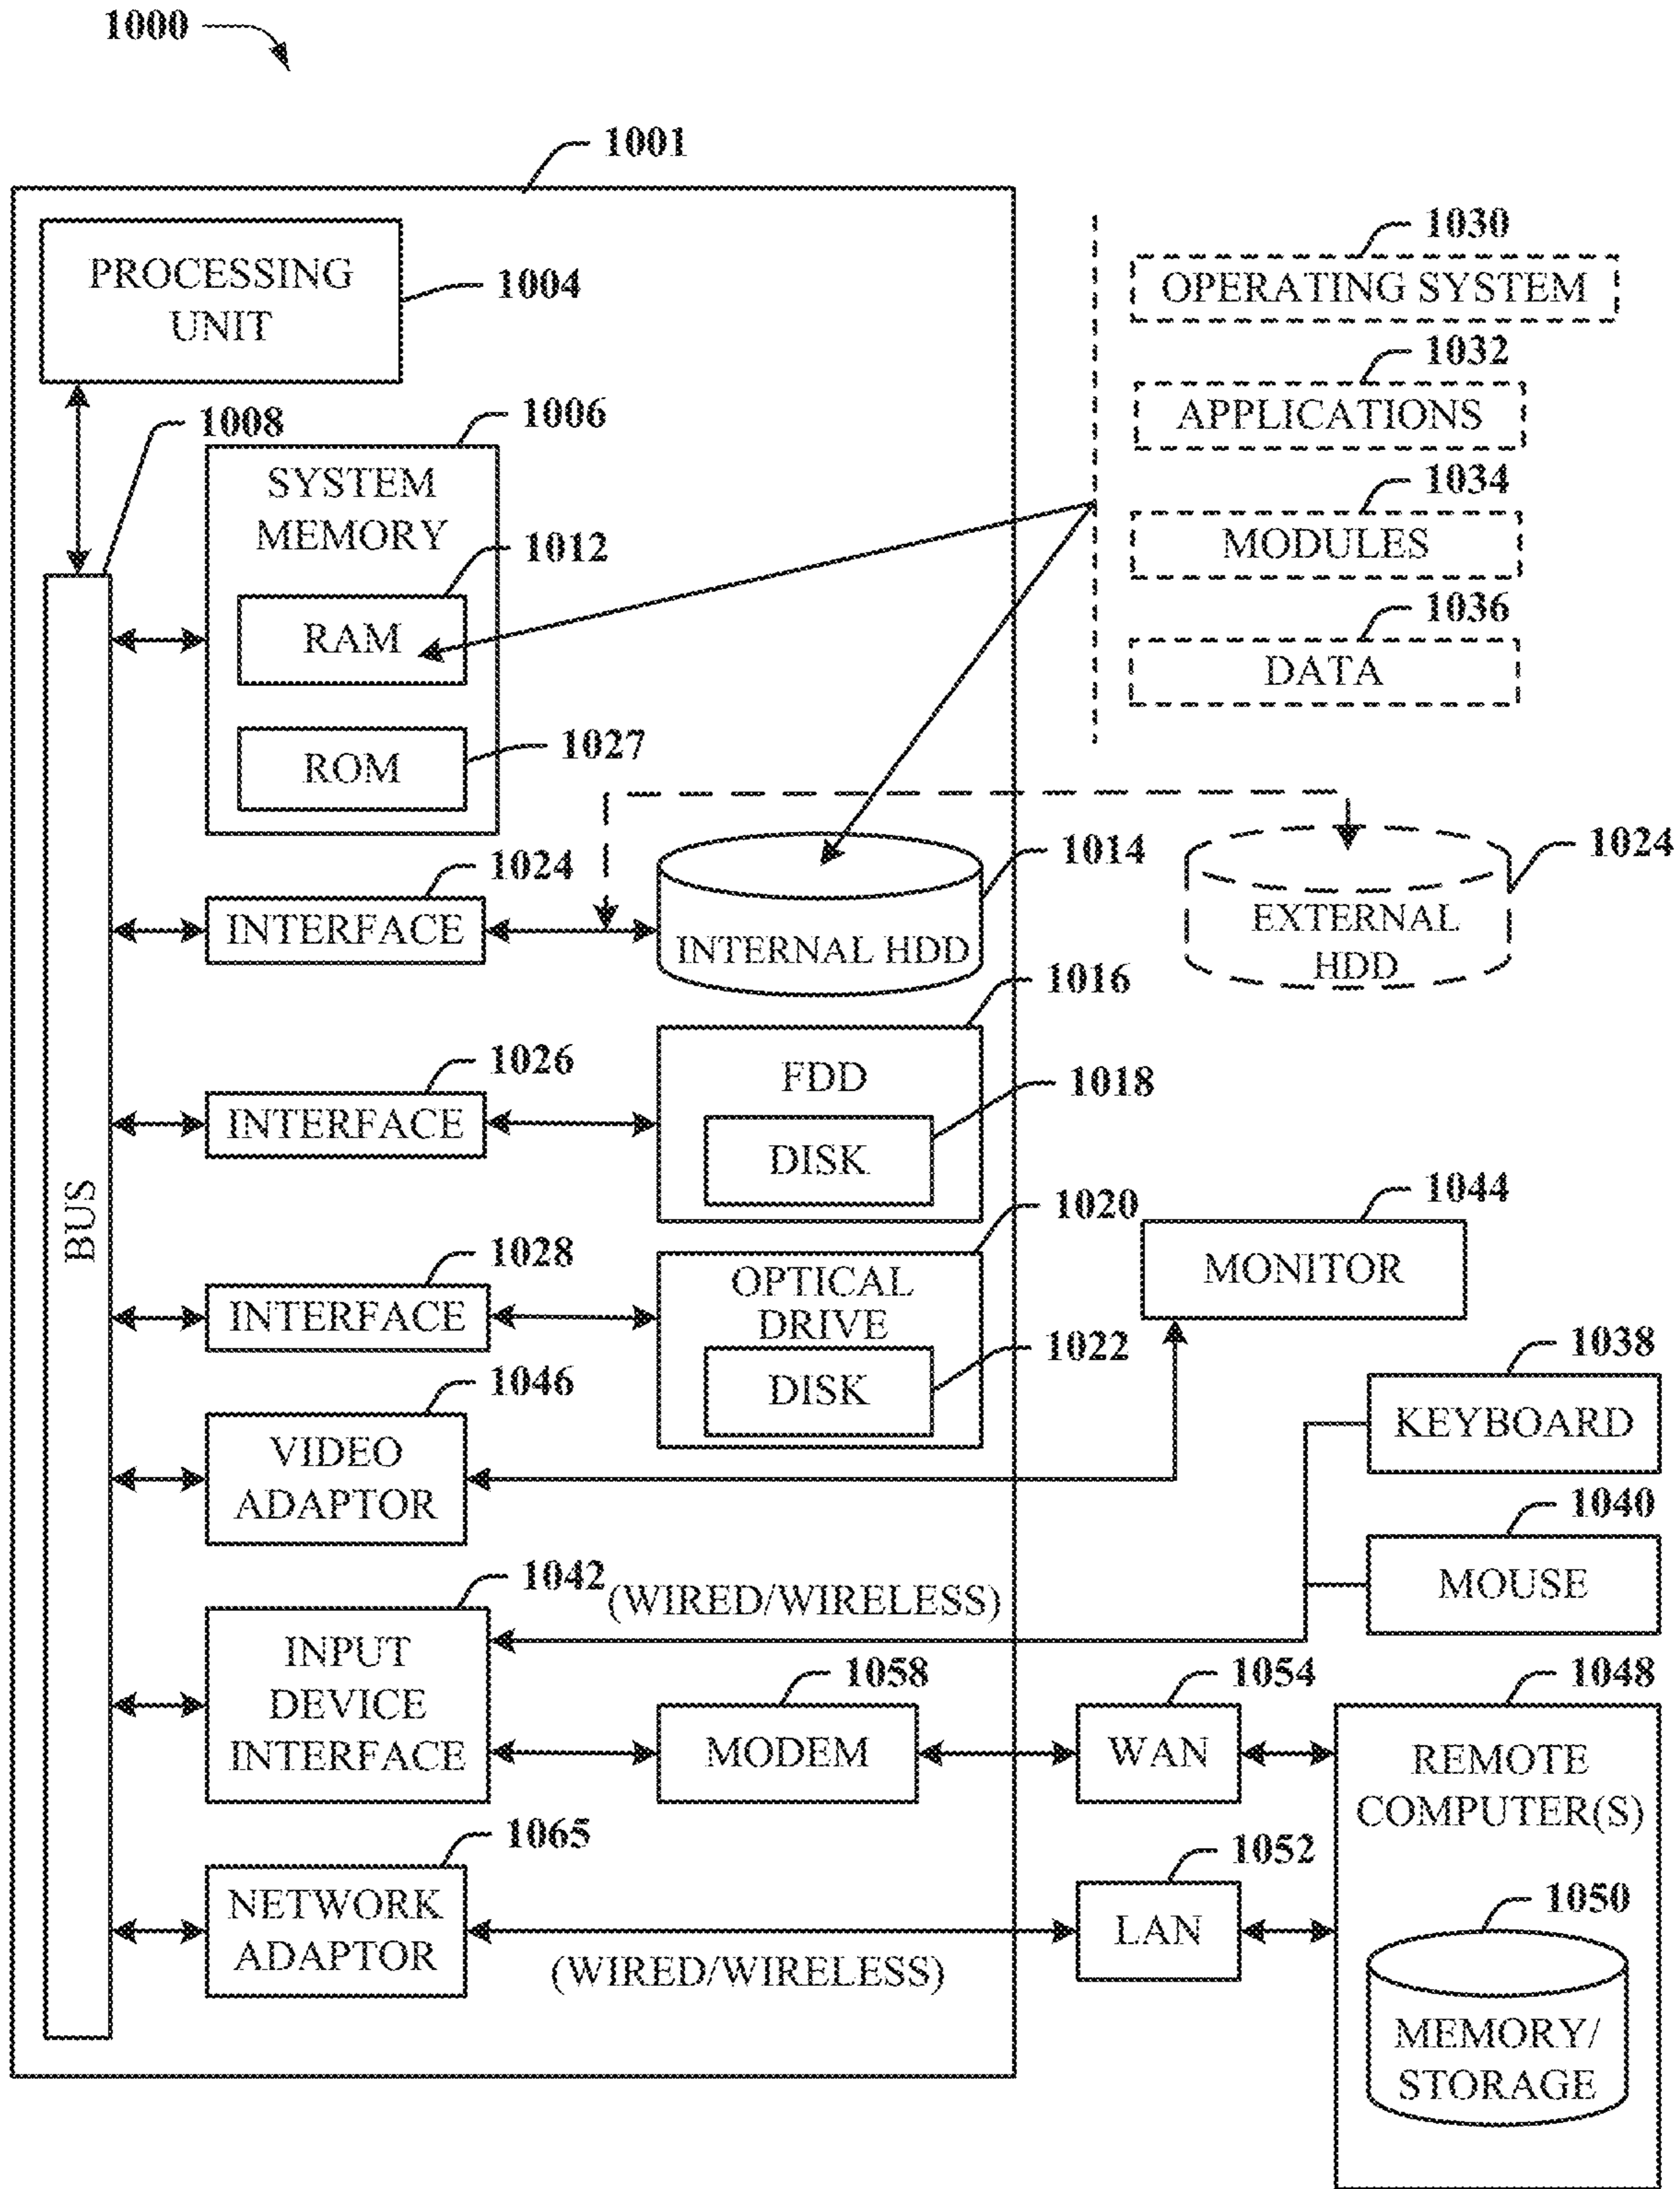 1000
1001
PROCESSING
UNIT
1004
1008
1006
SYSTEM
MEMORY
1012
RAM
ROM
1027
1030
OPERATING SYSTEM
1032
APPLICATIONS
1034
MODULES
1036
DATA
BUS
1024
INTERFACE
1014
INTERNAL HDD
1024
EXTERNAL
HDD
1026
INTERFACE
1016
FDD
1018
DISK
1028
INTERFACE
1020
OPTICAL
DRIVE
1022
DISK
1044
MONITOR
1046
VIDEO
ADAPTOR
1038
KEYBOARD
1040
MOUSE
1042
(WIRED/WIRELESS)
INPUT
DEVICE
INTERFACE
1058
MODEM
1054
WAN
1048
REMOTE
COMPUTER(S)
1065
NETWORK
ADAPTOR
(WIRED/WIRELESS)
1052
LAN
1050
MEMORY/
STORAGE